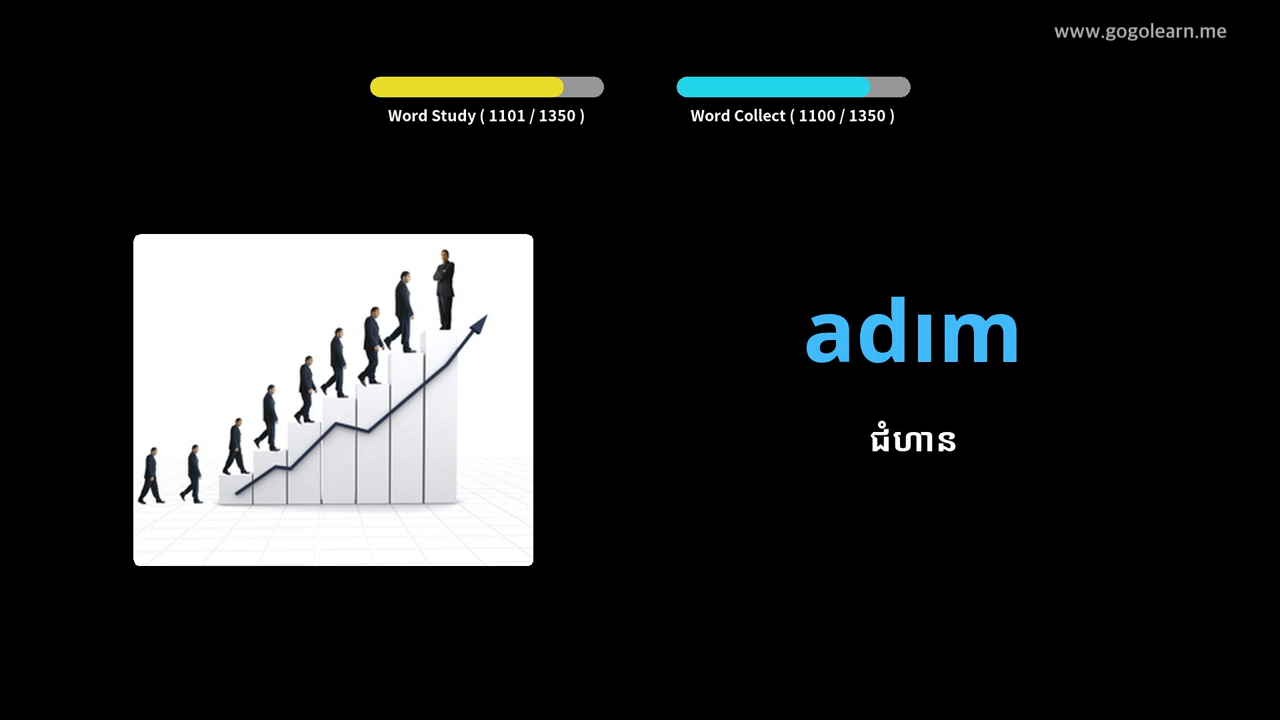 www.gogolearn.me
Word Study ( 1101 / 1350 )
Word Collect ( 1100 / 1350 )
adım
ជំហាន